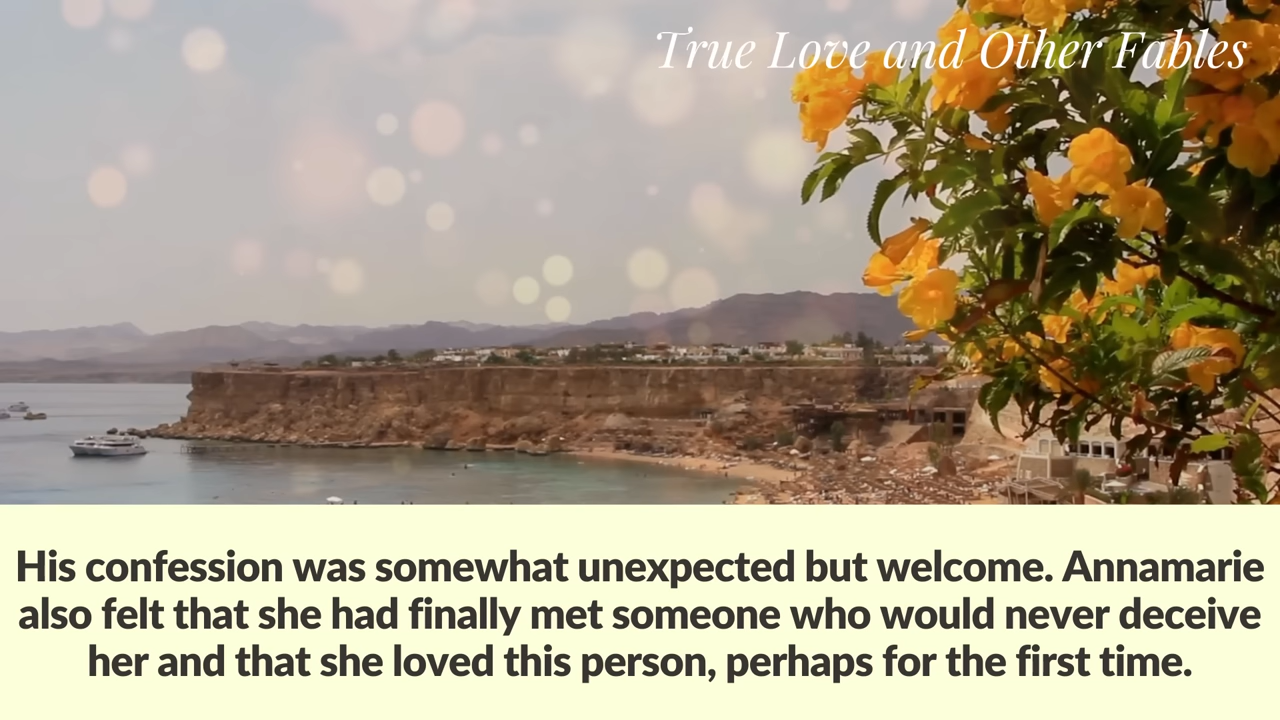 True Love and Other Fables
His confession was somewhat unexpected but welcome. Annamarie
also felt that she had finally met someone who would never deceive
her and that she loved this person, perhaps for the first time.